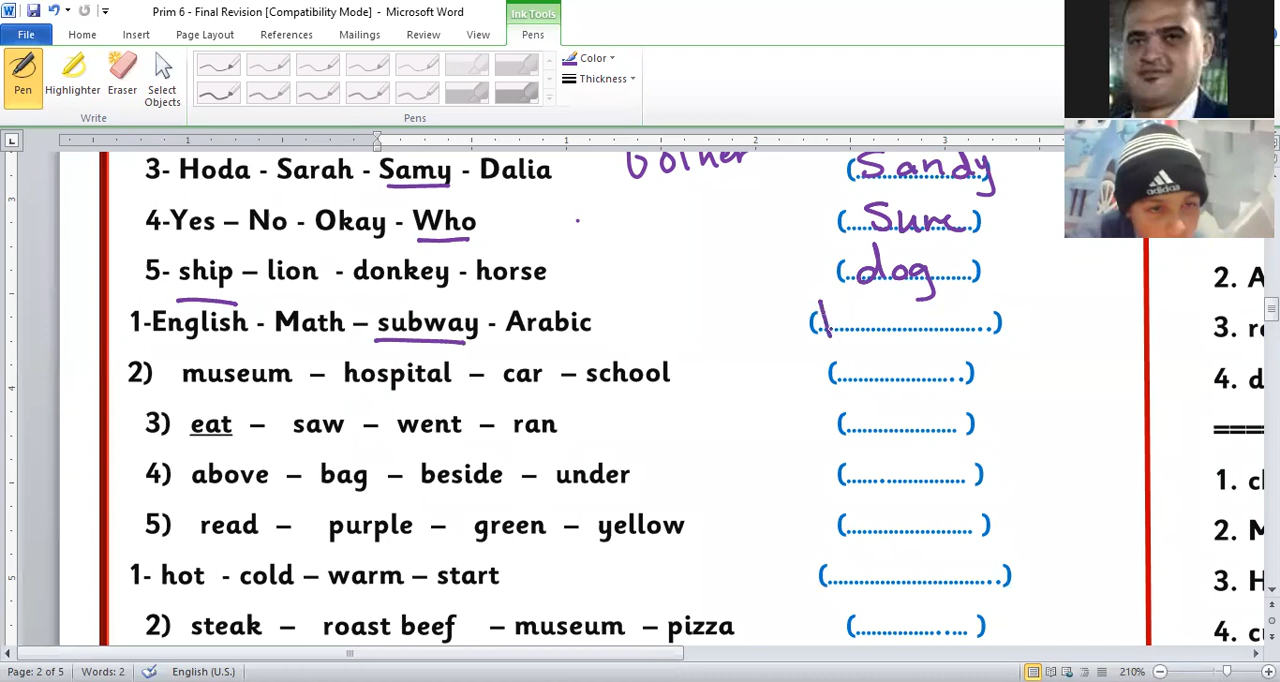 Prim 6 - Final Revision [Compatibility Mode] - Microsoft Word
Ink Tools
File Home Insert Page Layout References Mailings Review View Pens
Pen Highlighter Eraser Select Objects
Color
Thickness
Write
Pens
3- Hoda - Sarah - Samy - Dalia (Sandy)
4-Yes – No - Okay - Who (Sure)
5- ship – lion - donkey - horse (dog)
1-English - Math – subway - Arabic (.............................)
2) museum – hospital – car – school (.....................)
3) eat – saw – went – ran (..................... )
4) above – bag – beside – under (....................... )
5) read – purple – green – yellow (....................... )
1- hot - cold – warm – start (.............................)
2) steak – roast beef – museum – pizza (..................... )
2. A
3. r
4. d
====
1. c
2. M
3. H
4. c
adidas
Page: 2 of 5 Words: 2 English (U.S.) 210%